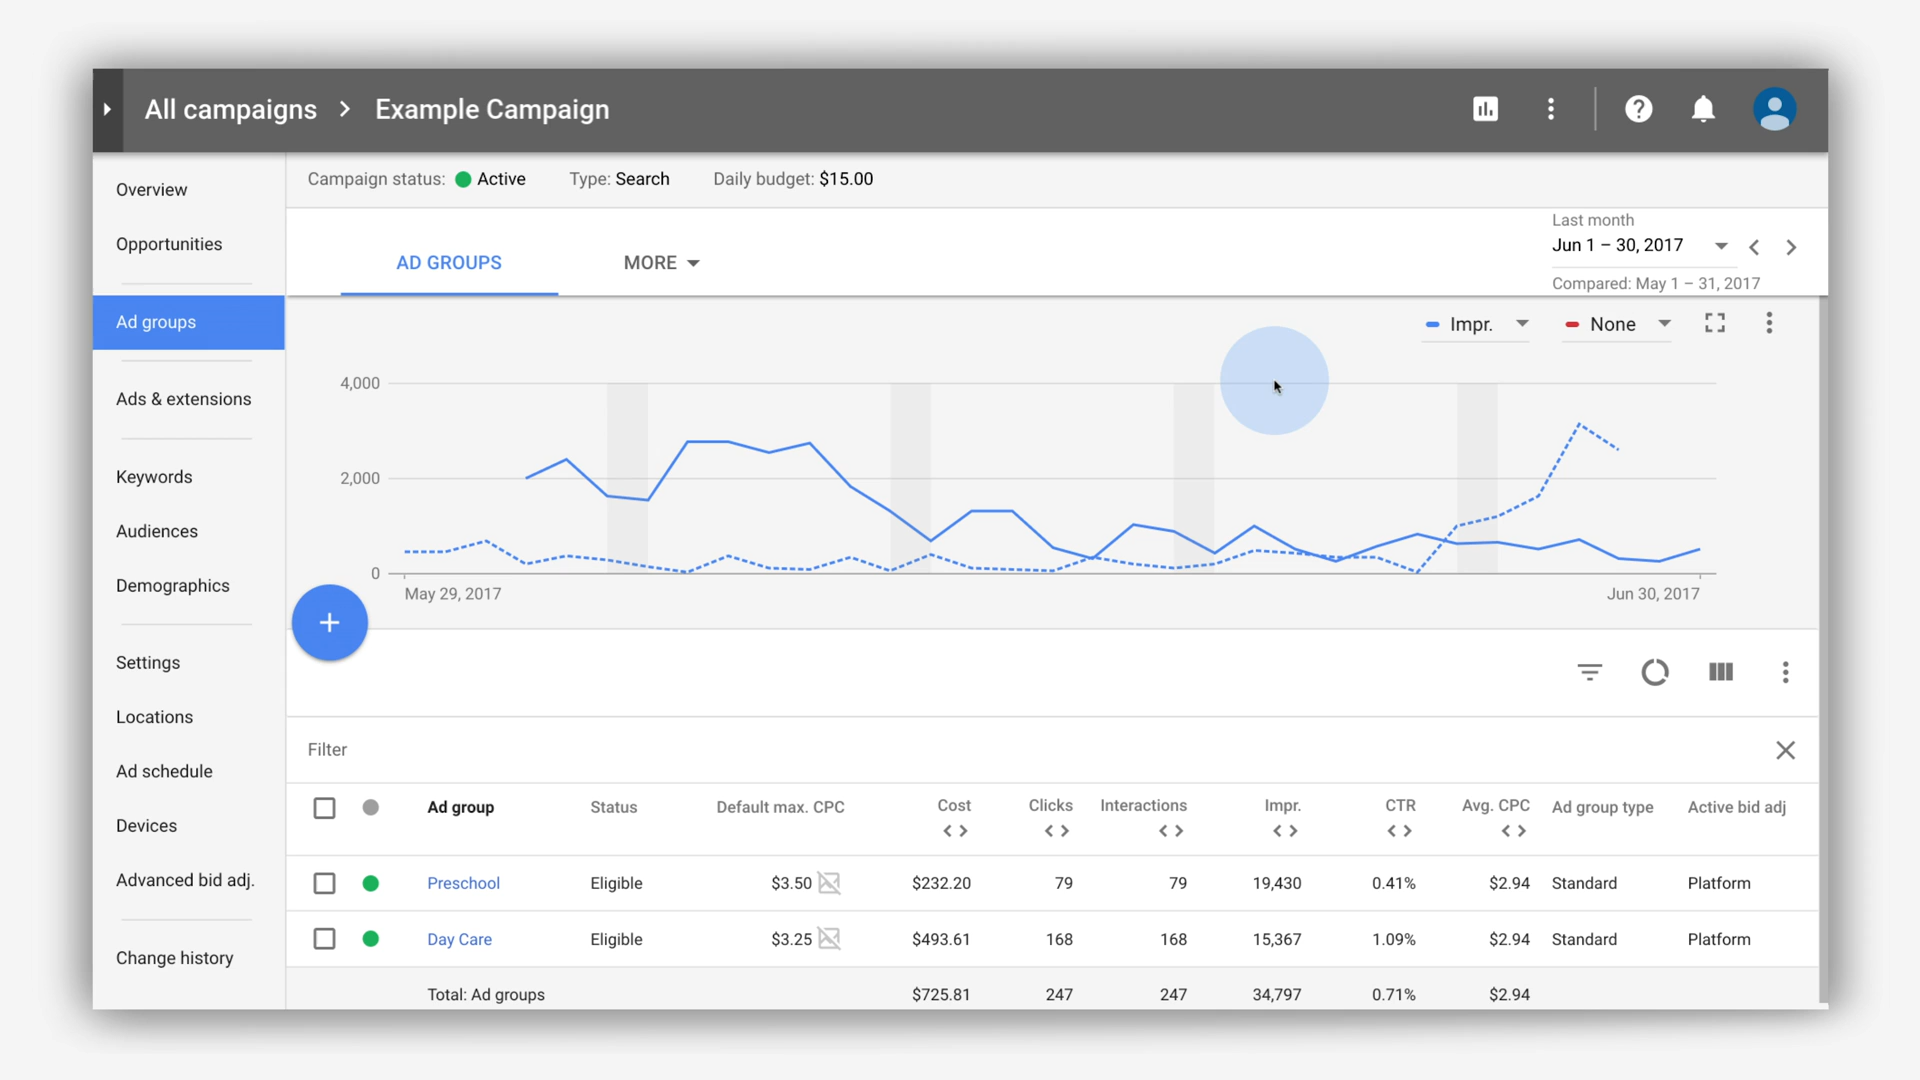 All campaigns > Example Campaign
Campaign status: Active Type: Search Daily budget: $15.00
Overview
Opportunities
Ad groups
Ads & extensions
Keywords
Audiences
Demographics
Settings
Locations
Ad schedule
Devices
Advanced bid adj.
Change history
AD GROUPS MORE
Last month
Jun 1 – 30, 2017
Compared: May 1 – 31, 2017
Impr. None
4,000
2,000
0
May 29, 2017 Jun 30, 2017
Filter
Ad group Status Default max. CPC Cost Clicks Interactions Impr. CTR Avg. CPC Ad group type Active bid adj
Preschool Eligible $3.50 $232.20 79 79 19,430 0.41% $2.94 Standard Platform
Day Care Eligible $3.25 $493.61 168 168 15,367 1.09% $2.94 Standard Platform
Total: Ad groups $725.81 247 247 34,797 0.71% $2.94